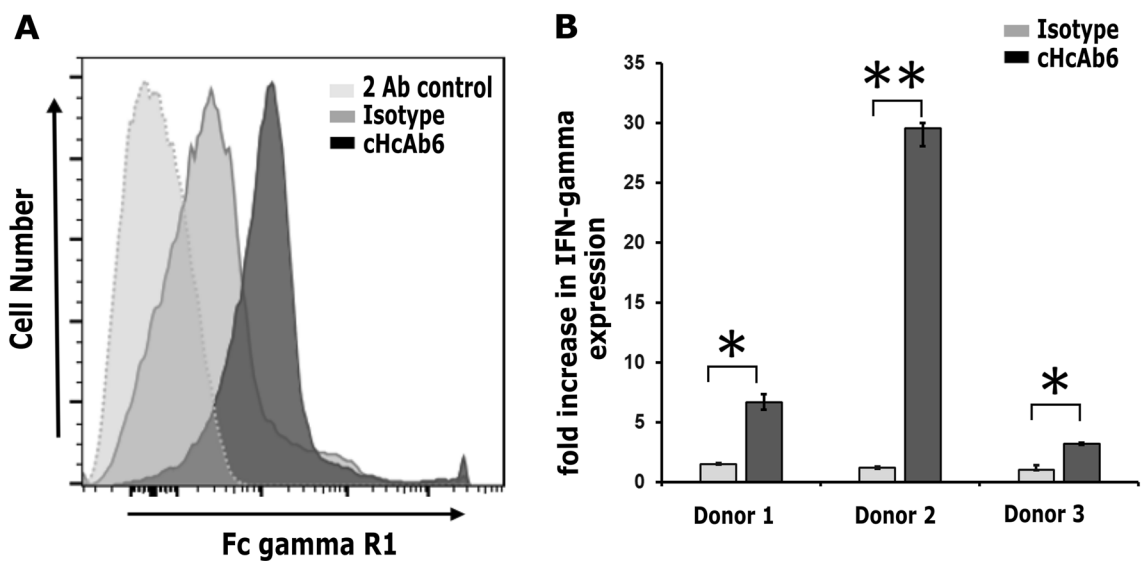 A
2 Ab control
Isotype
cHcAb6
Cell Number
Fc gamma R1
B
Isotype
cHcAb6
fold increase in IFN-gamma
expression
35
30
25
20
15
10
5
0
*
**
*
Donor 1
Donor 2
Donor 3